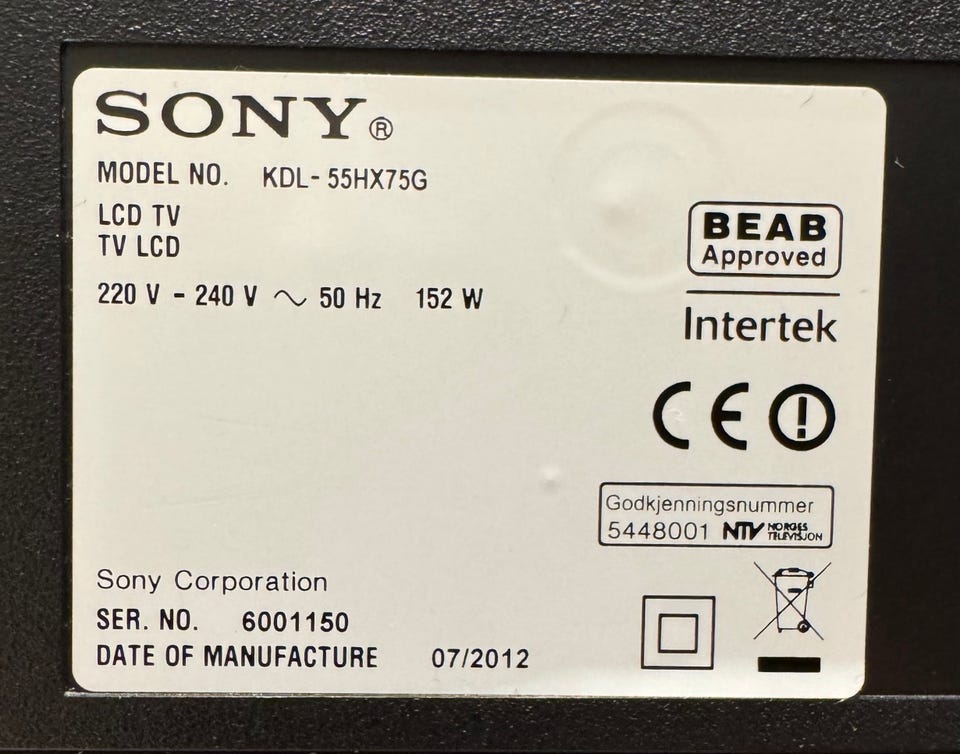 SONY®
MODEL NO. KDL-55HX75G
LCD TV
TV LCD
220 V - 240 V ~ 50 Hz 152 W
BEAB
Approved
Intertek
CE
Godkjenningsnummer
5448001 NTV NORGES
TELEVISJON
Sony Corporation
SER. NO. 6001150
DATE OF MANUFACTURE 07/2012